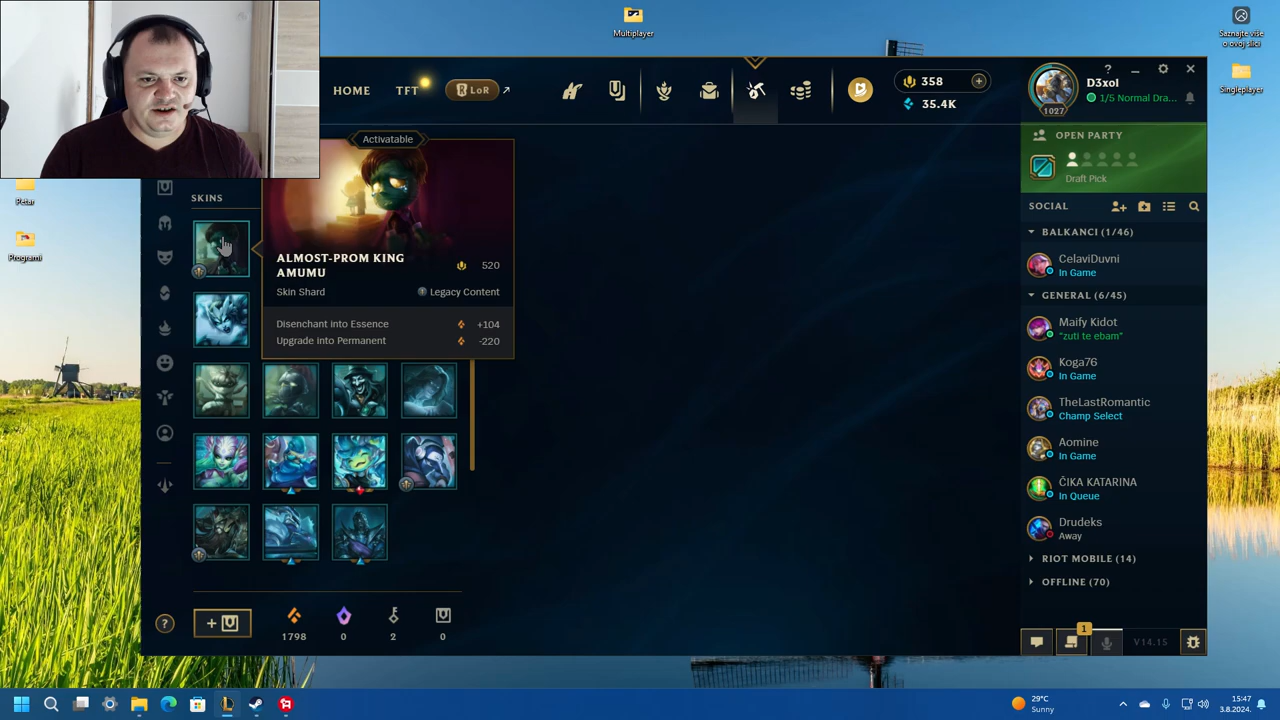 Multiplayer
Saznajte više
o ovoj slici
Singleplayer
Petar
Programi
HOME
TFT
LoR
358
35.4K
1027
D3xol
1/5 Normal Dra...
OPEN PARTY
Draft Pick
SOCIAL
BALKANCI (1/46)
CelaviDuvni
In Game
GENERAL (6/45)
Maify Kidot
"zuti te ebam"
Koga76
In Game
TheLastRomantic
Champ Select
Aomine
In Game
ČIKA KATARINA
In Queue
Drudeks
Away
RIOT MOBILE (14)
OFFLINE (70)
1
V14.15
SKINS
Activatable
ALMOST-PROM KING
AMUMU
520
Skin Shard
Legacy Content
Disenchant into Essence +104
Upgrade into Permanent -220
?
+
1798
0
2
0
29°C
Sunny
15:47
3.8.2024.